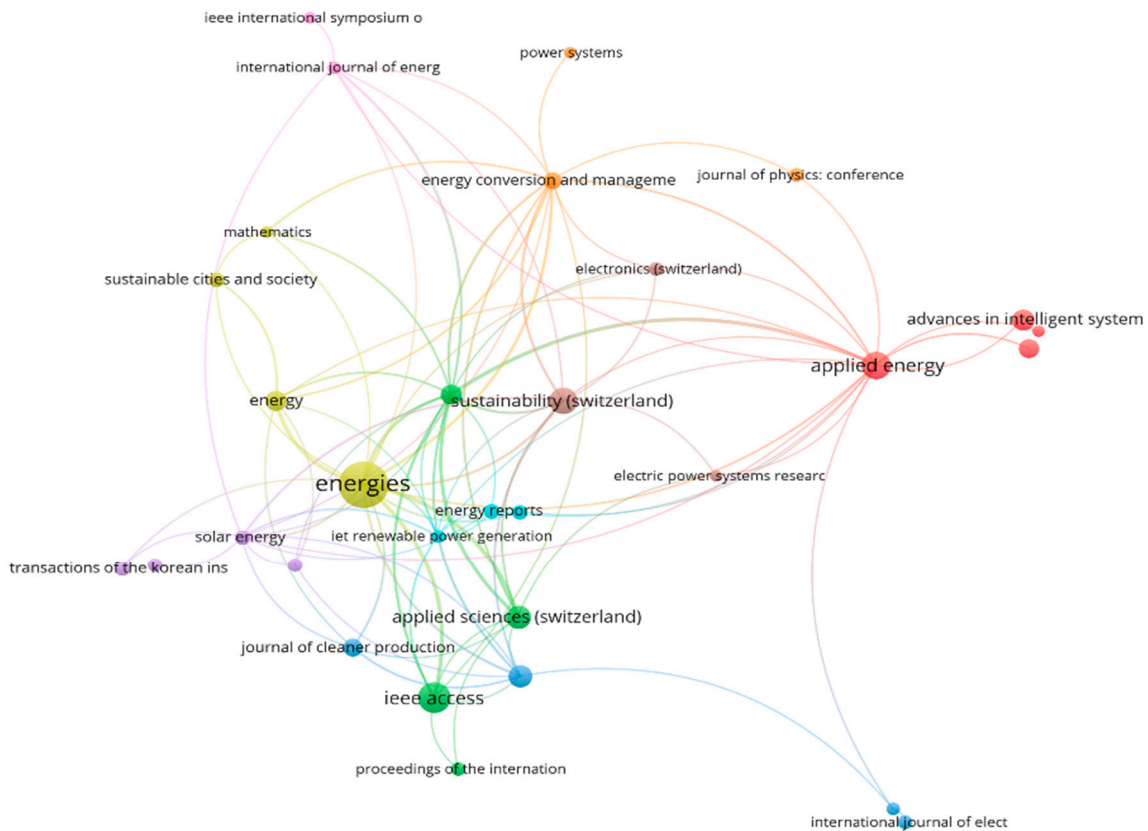 ieee international symposium o
power systems
international journal of energ
energy conversion and manageme
journal of physics: conference
mathematics
electronics (switzerland)
sustainable cities and society
advances in intelligent system
applied energy
energy
sustainability (switzerland)
electric power systems researc
energies
energy reports
solar energy
iet renewable power generation
transactions of the korean ins
applied sciences (switzerland)
journal of cleaner production
ieee access
proceedings of the internation
international journal of elect